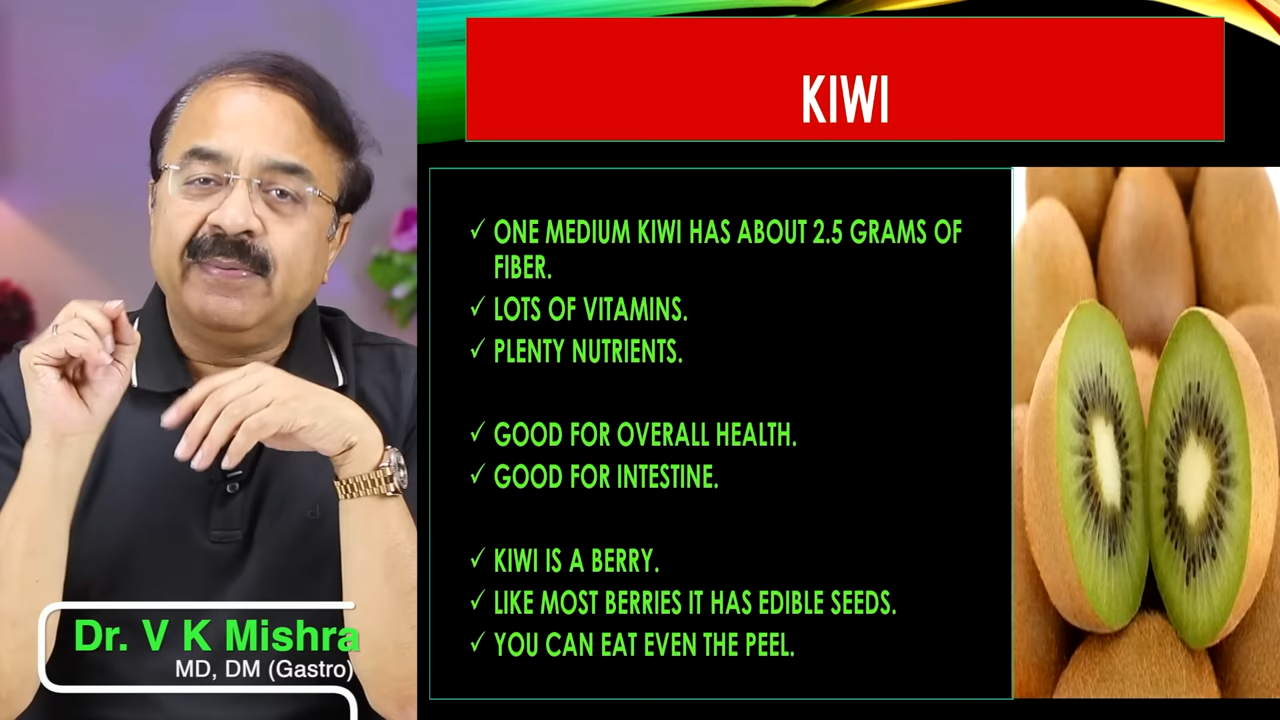 KIWI
✓ ONE MEDIUM KIWI HAS ABOUT 2.5 GRAMS OF
FIBER.
✓ LOTS OF VITAMINS.
✓ PLENTY NUTRIENTS.
✓ GOOD FOR OVERALL HEALTH.
✓ GOOD FOR INTESTINE.
✓ KIWI IS A BERRY.
✓ LIKE MOST BERRIES IT HAS EDIBLE SEEDS.
✓ YOU CAN EAT EVEN THE PEEL.
Dr. V K Mishra
MD, DM (Gastro)